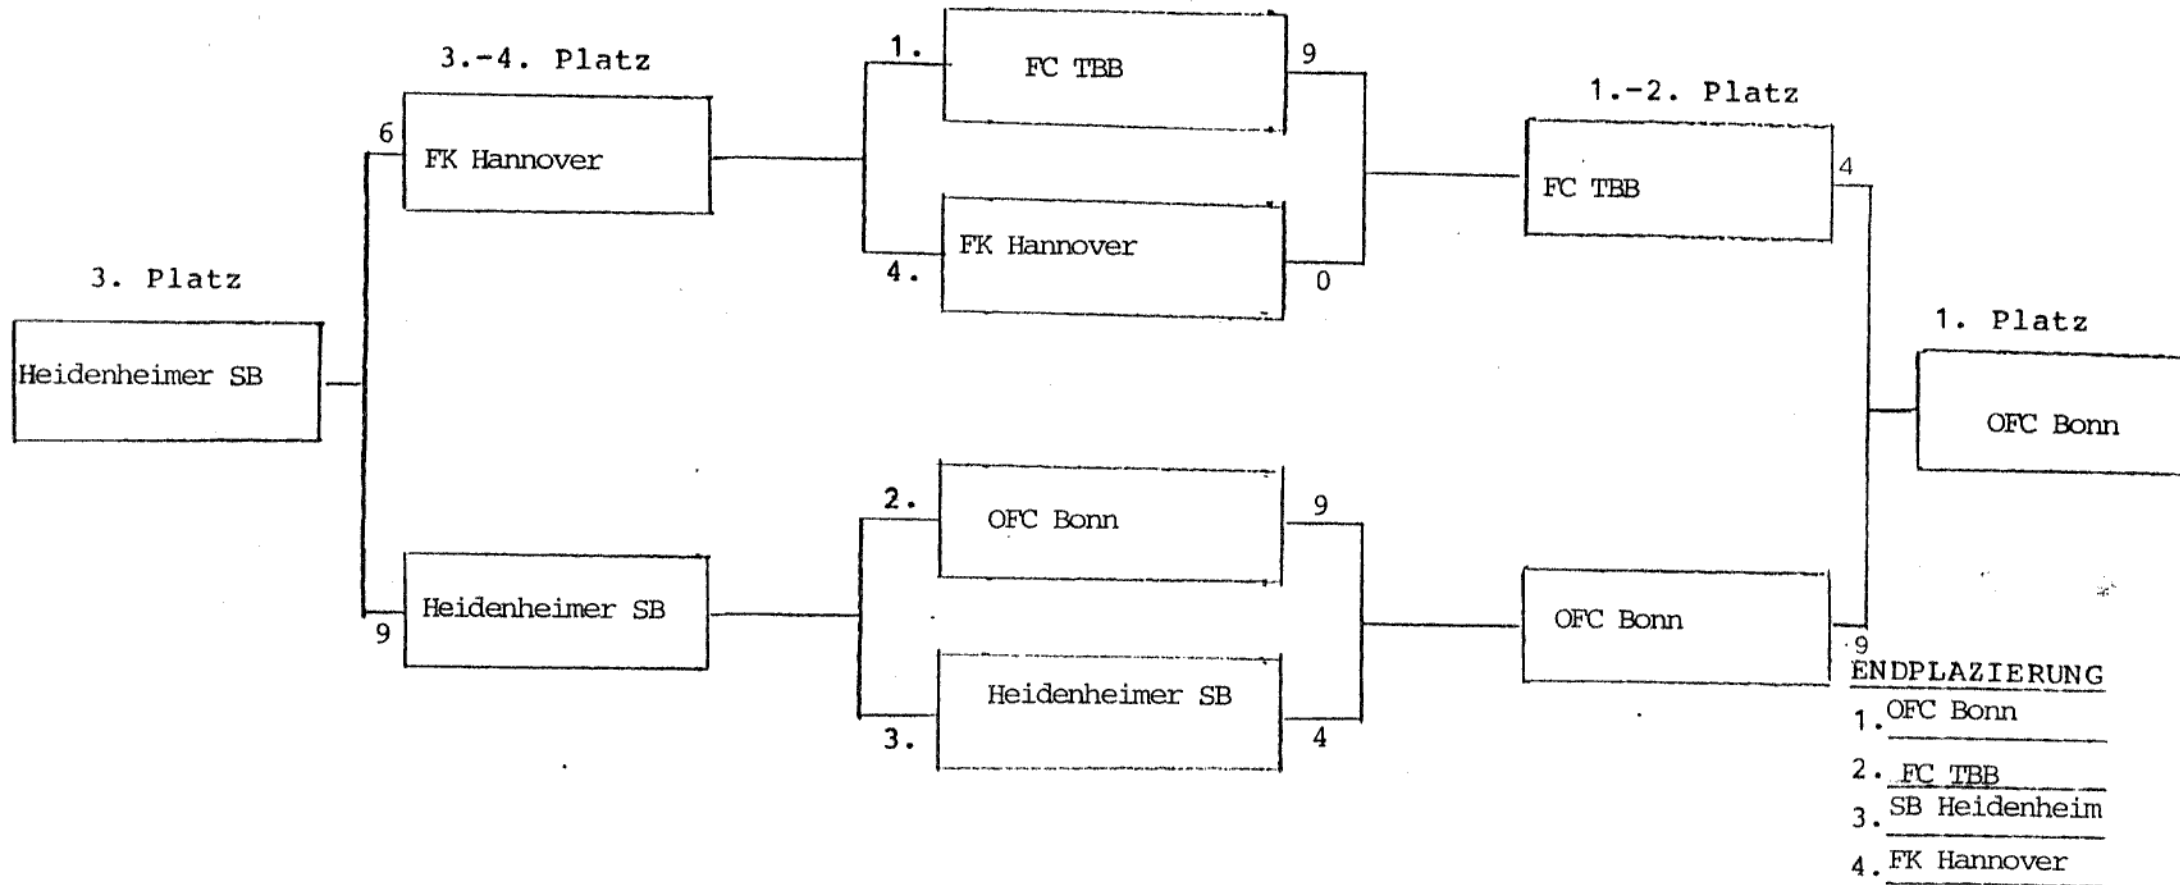 3.-4. Platz
1.
FC TBB
9
1.-2. Platz
6
FK Hannover
4
FC TBB
FK Hannover
4.
0
3. Platz
1. Platz
Heidenheimer SB
OFC Bonn
2.
OFC Bonn
9
Heidenheimer SB
9
OFC Bonn
9
Heidenheimer SB
3.
4
ENDPLAZIERUNG
1. OFC Bonn
2. FC TBB
3. SB Heidenheim
4. FK Hannover